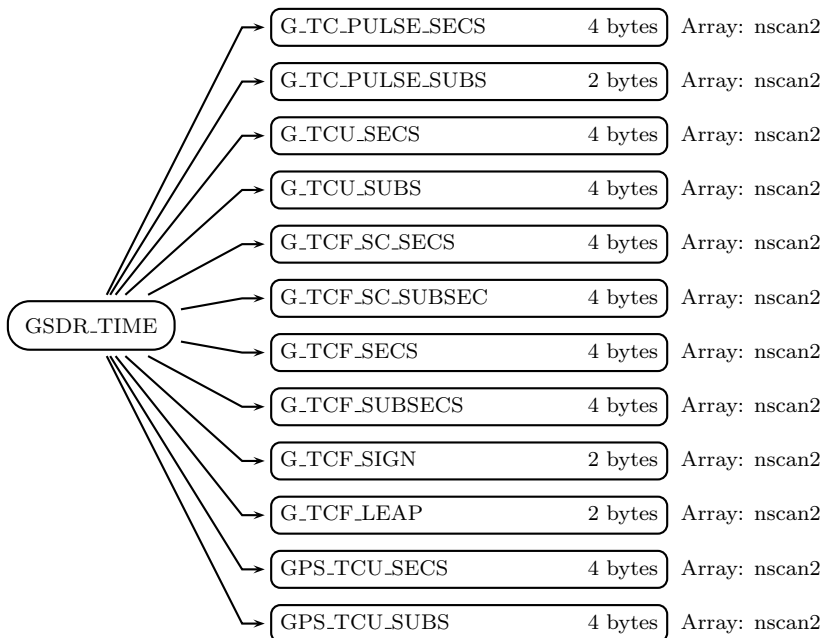 G_TC_PULSE_SECS 4 bytes Array: nscan2
G_TC_PULSE_SUBS 2 bytes Array: nscan2
G_TCU_SECS 4 bytes Array: nscan2
G_TCU_SUBS 4 bytes Array: nscan2
G_TCF_SC_SECS 4 bytes Array: nscan2
G_TCF_SC_SUBSEC 4 bytes Array: nscan2
GSDR_TIME
G_TCF_SECS 4 bytes Array: nscan2
G_TCF_SUBSECS 4 bytes Array: nscan2
G_TCF_SIGN 2 bytes Array: nscan2
G_TCF_LEAP 2 bytes Array: nscan2
GPS_TCU_SECS 4 bytes Array: nscan2
GPS_TCU_SUBS 4 bytes Array: nscan2